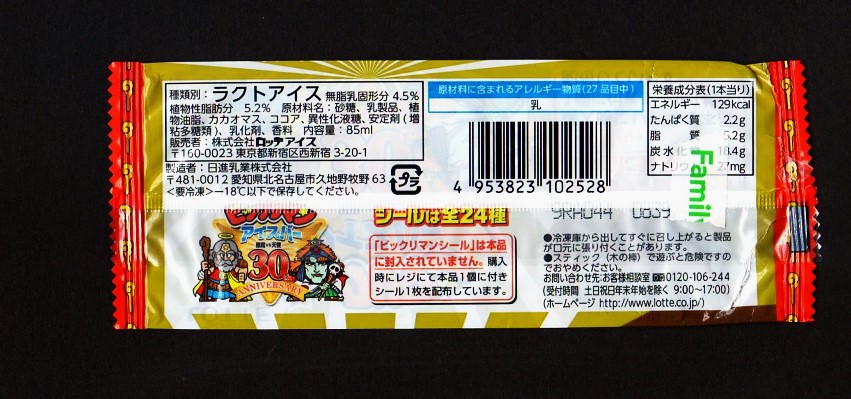 種類別：ラクトアイス 無脂乳固形分 4.5%
植物性脂肪分 5.2% 原材料名：砂糖、乳製品、植
物油脂、カカオマス、ココア、異性化液糖、安定剤(増
粘多糖類)、乳化剤、香料 内容量：85ml
販売者：株式会社ロッテアイス
〒160-0023 東京都新宿区西新宿 3-20-1
製造者：日進乳業株式会社
〒481-0012 愛知県北名古屋市久地野牧野 63
<要冷凍>ー18℃以下で保存してください。
プラ
原材料に含まれるアレルギー物質(27品目中)
乳
4 953823 102528
栄養成分表(1本当り)
エネルギー 129kcal
たんぱく質 2.2g
脂 質 5.2g
炭水化 18.4g
ナトリウ 27mg
Famil
ビックリマン
アイスバー
悪魔VS天使
30th
ANNIVERSARY
シールは全24種
「ビックリマンシール」は本品
に封入されていません。購入
時にレジにて本品1個に付き
シール1枚を配布しています。
9RH044 0839
●冷凍庫から出してすぐに召し上がると製品
が口元に張り付くことがあります。
●スティック(木の棒)で遊ぶと危険ですの
でおやめください。
お問い合わせ先:お客様相談室 0120-106-244
(受付時間 土日祝日年末年始を除く 9:00〜17:00)
(ホームページ http://www.lotte.co.jp/)